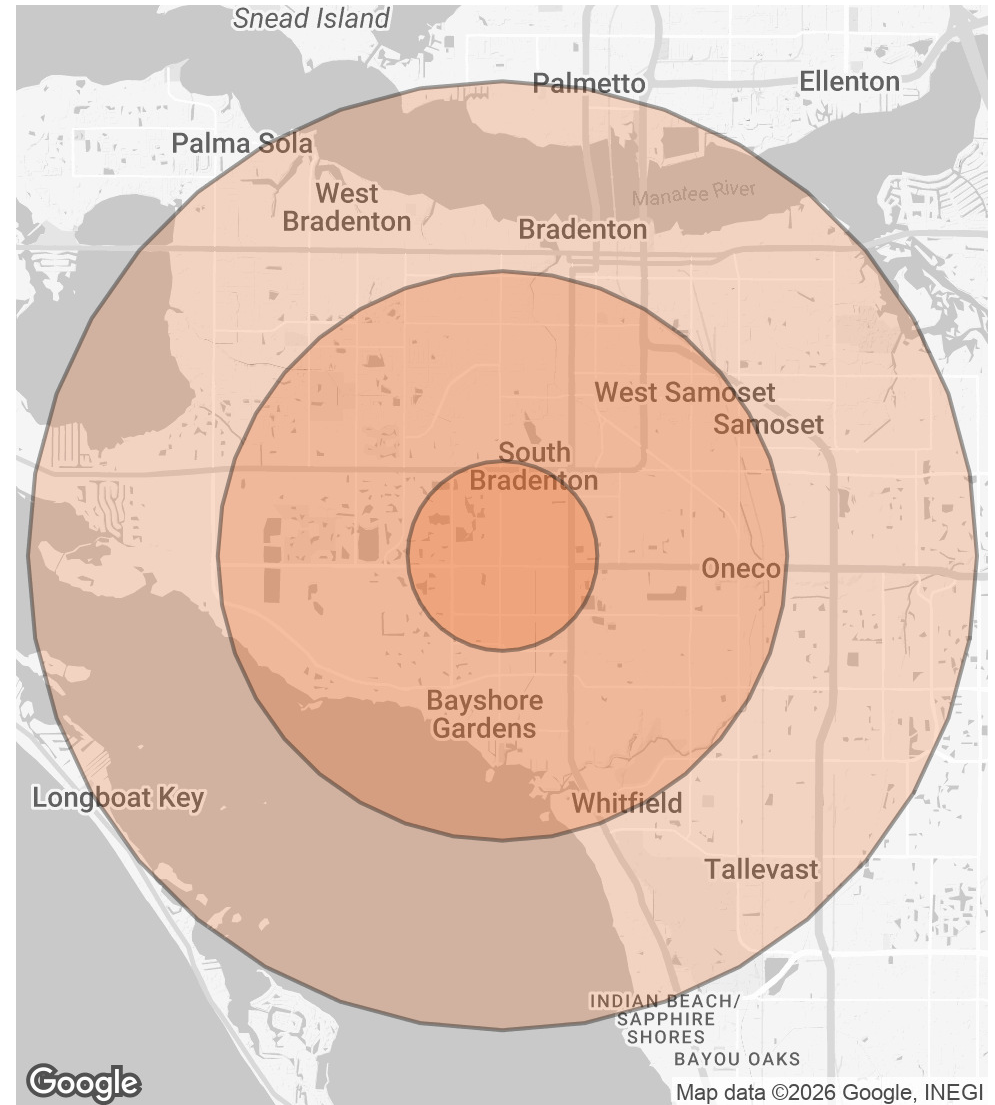 Snead Island
Palmetto
Ellenton
Palma Sola
West
Bradenton
Manatee River
Bradenton
West Samoset
Samoset
South
Bradenton
Oneco
Bayshore
Gardens
Longboat Key
Whitfield
Tallevast
INDIAN BEACH/
SAPPHIRE
SHORES
BAYOU OAKS
Google
Map data ©2026 Google, INEGI